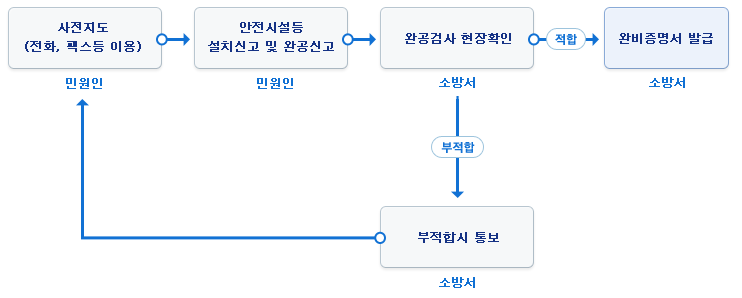 사전지도
(전화, 팩스등 이용)
민원인
안전시설등
설치신고 및 완공신고
민원인
완공검사 현장확인
소방서
적합
완비증명서 발급
소방서
부적합
부적합시 통보
소방서